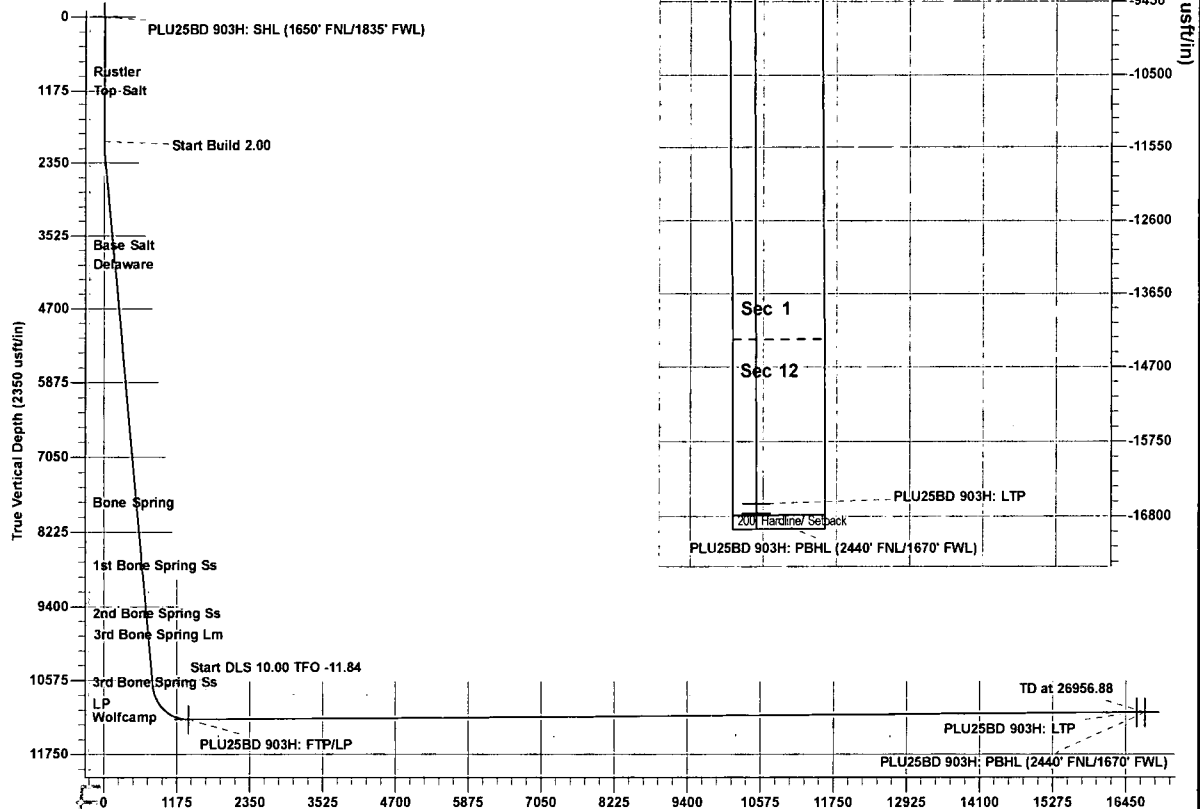 0
PLU25BD 903H: SHL (1650' FNL/1835' FWL)
Rustler
1175
Top Salt
Start Build 2.00
2350
3525
Base Salt
Delaware
4700
5875
7050
Bone Spring
8225
1st Bone Spring Ss
9400
2nd Bone Spring Ss
3rd Bone Spring Lm
Start DLS 10.00 TFO -11.84
10575
3rd Bone Spring Ss
LP
Wolfcamp
PLU25BD 903H: FTP/LP
11750
True Vertical Depth (2350 usft/in)
TD at 26956.88
PLU25BD 903H: LTP
PLU25BD 903H: PBHL (2440' FNL/1670' FWL)
0
1175
2350
3525
4700
5875
7050
8225
9400
10575
11750
12925
14100
15275
16450
-9450
usft/in)
-10500
-11550
-12600
-13650
Sec 1
-14700
Sec 12
-15750
PLU25BD 903H: LTP
-16800
200' Hardline/ Setback
PLU25BD 903H: PBHL (2440' FNL/1670' FWL)